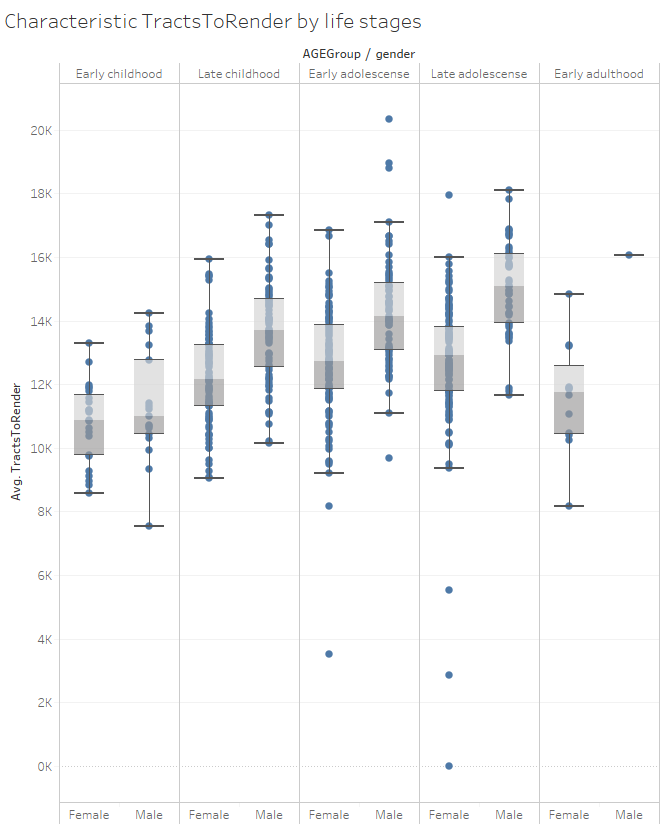 Characteristic TractsToRender by life stages
AGEGroup / gender
Early childhood Late childhood Early adolescense Late adolescense Early adulthood
20K
18K
16K
14K
12K
10K
8K
6K
4K
2K
0K
Avg. TractsToRender
Female Male Female Male Female Male Female Male Female Male